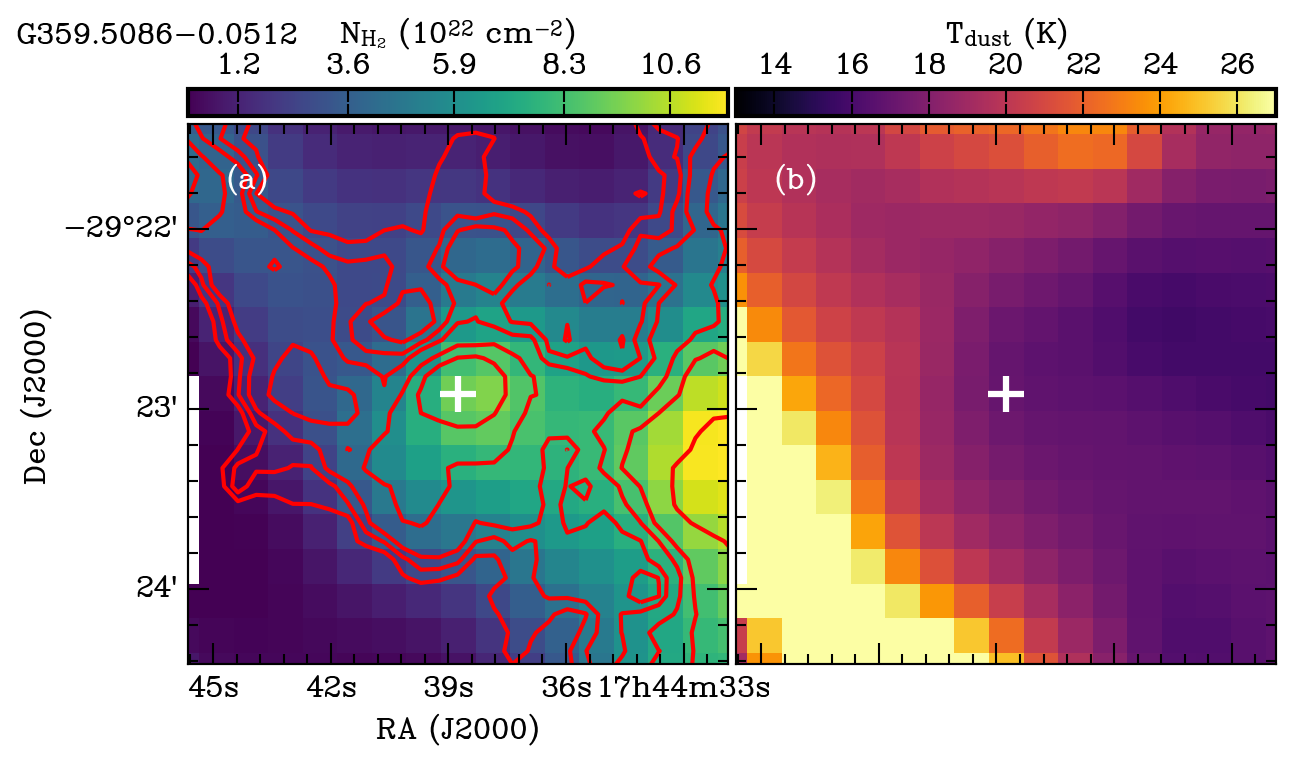 G359.5086−0.0512 N_H₂ (10²² cm⁻²) T_dust (K)
1.2 3.6 5.9 8.3 10.6 14 16 18 20 22 24 26
(a) (b)
−29°22'
23'
24'
Dec (J2000)
45s 42s 39s 36s 17h44m33s
RA (J2000)